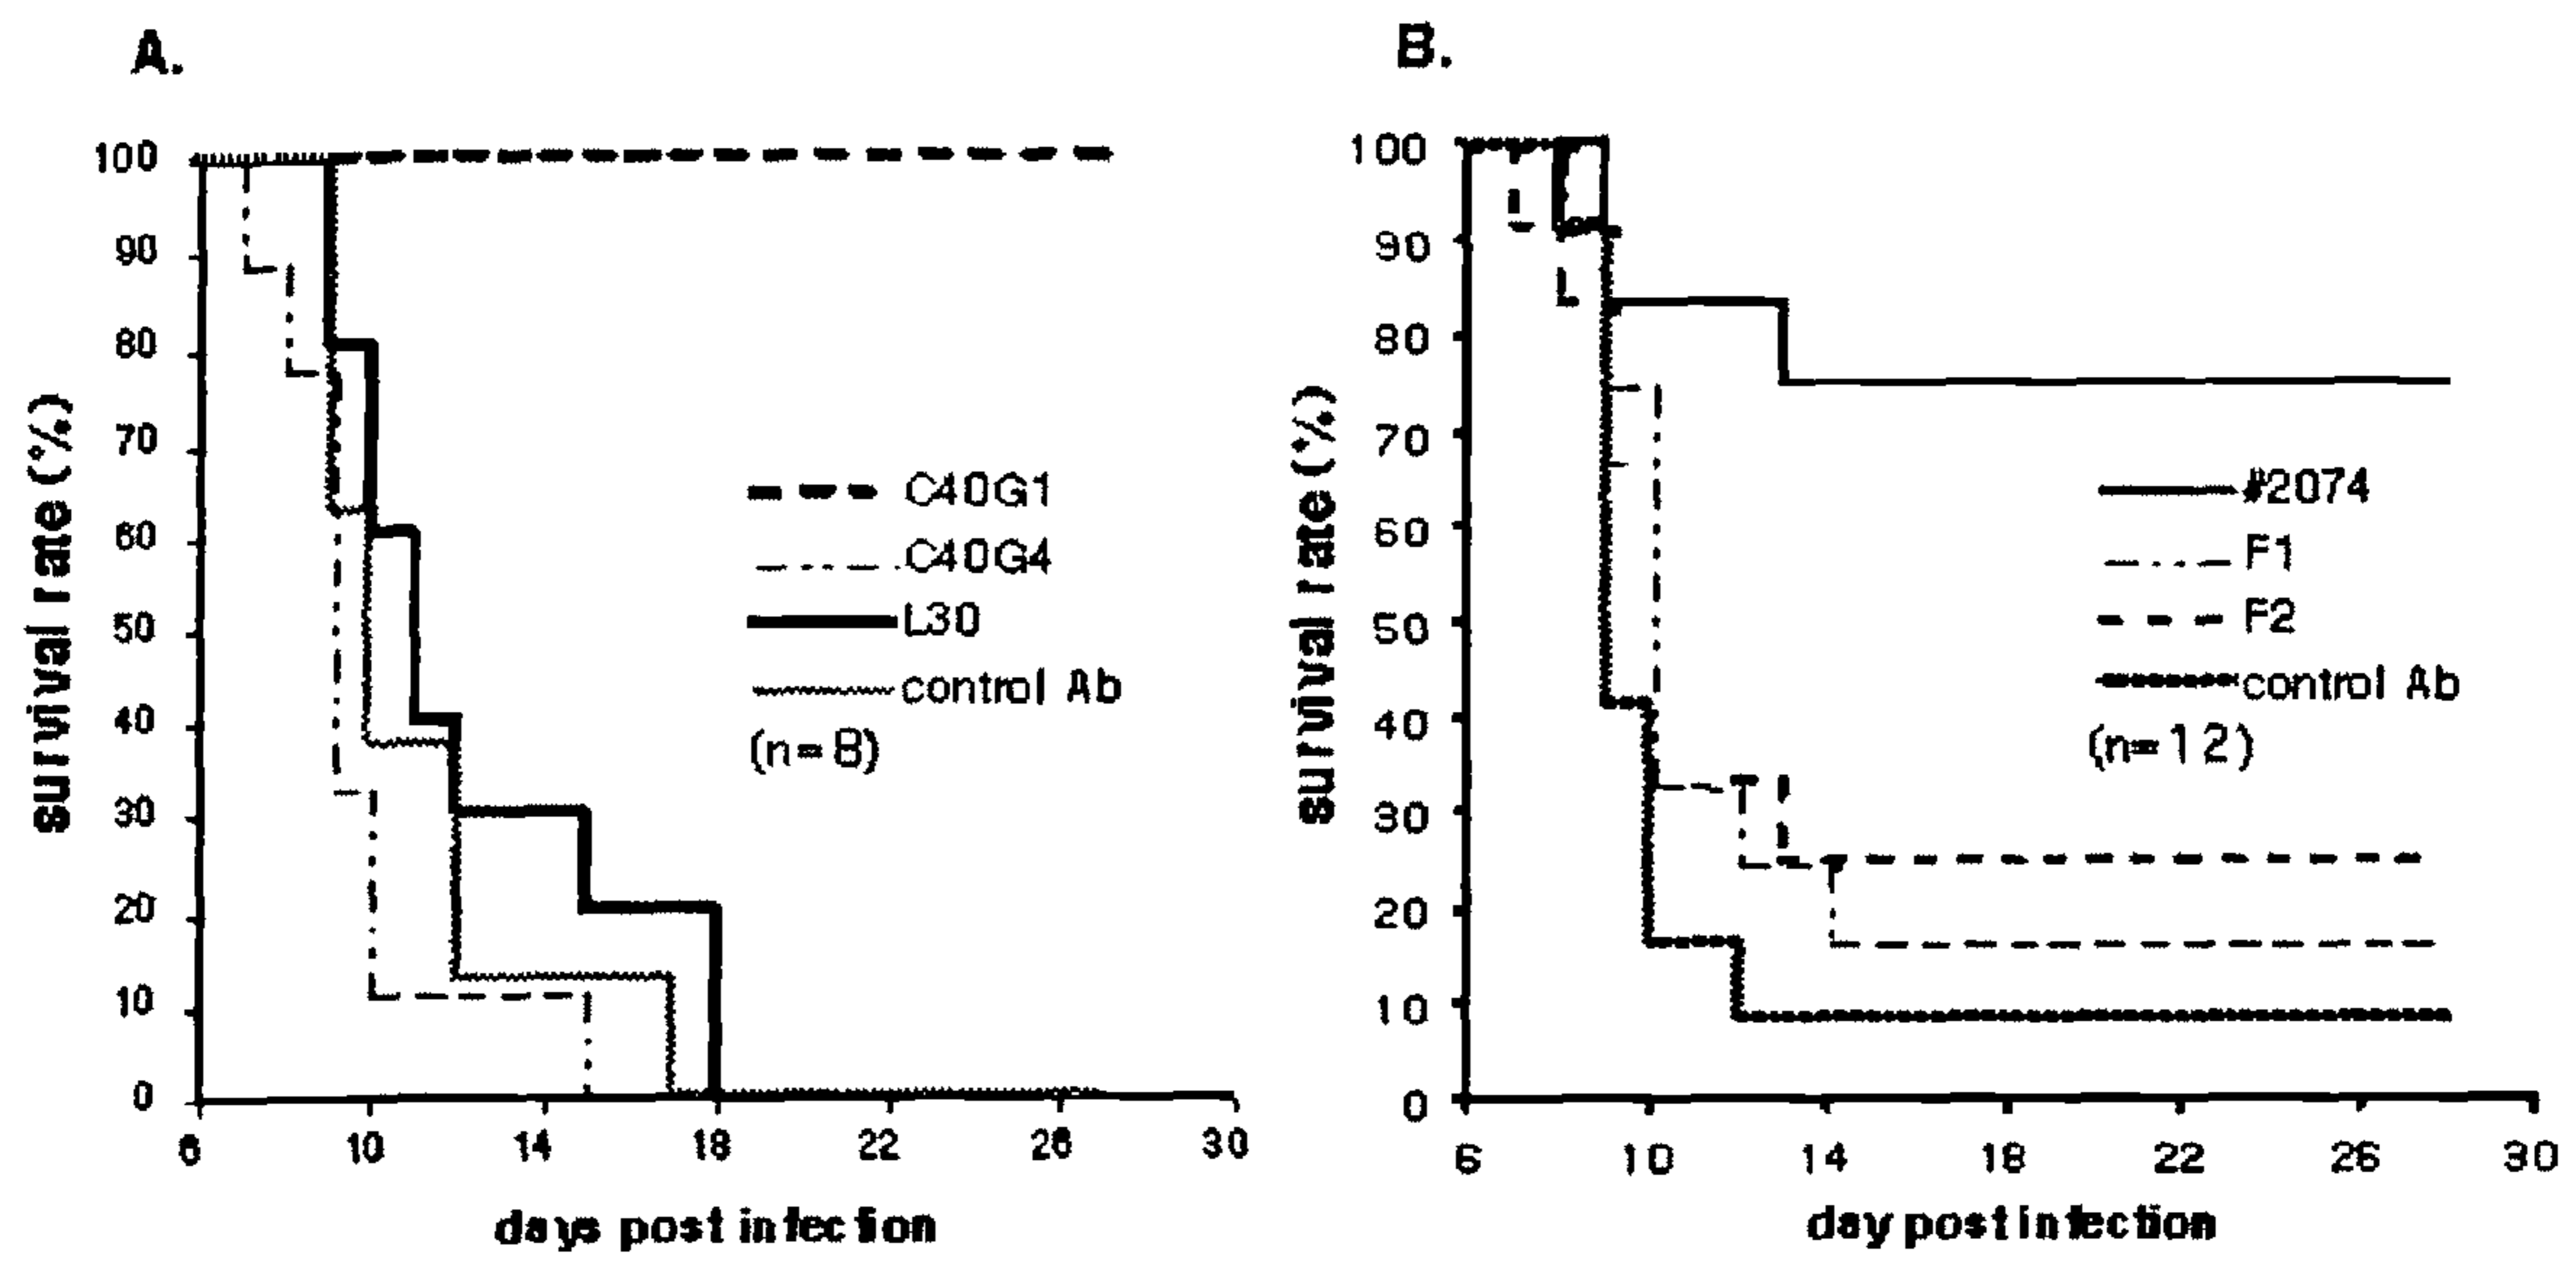 A.
100
90
80
70
60
50
40
30
20
10
0
survival rate (%)
C40G1
C40G4
L30
control Ab
(n=8)
6 10 14 18 22 26 30
days post infection
B.
100
90
80
70
60
50
40
30
20
10
0
survival rate (%)
#2074
F1
F2
control Ab
(n=12)
6 10 14 18 22 26 30
day post infection